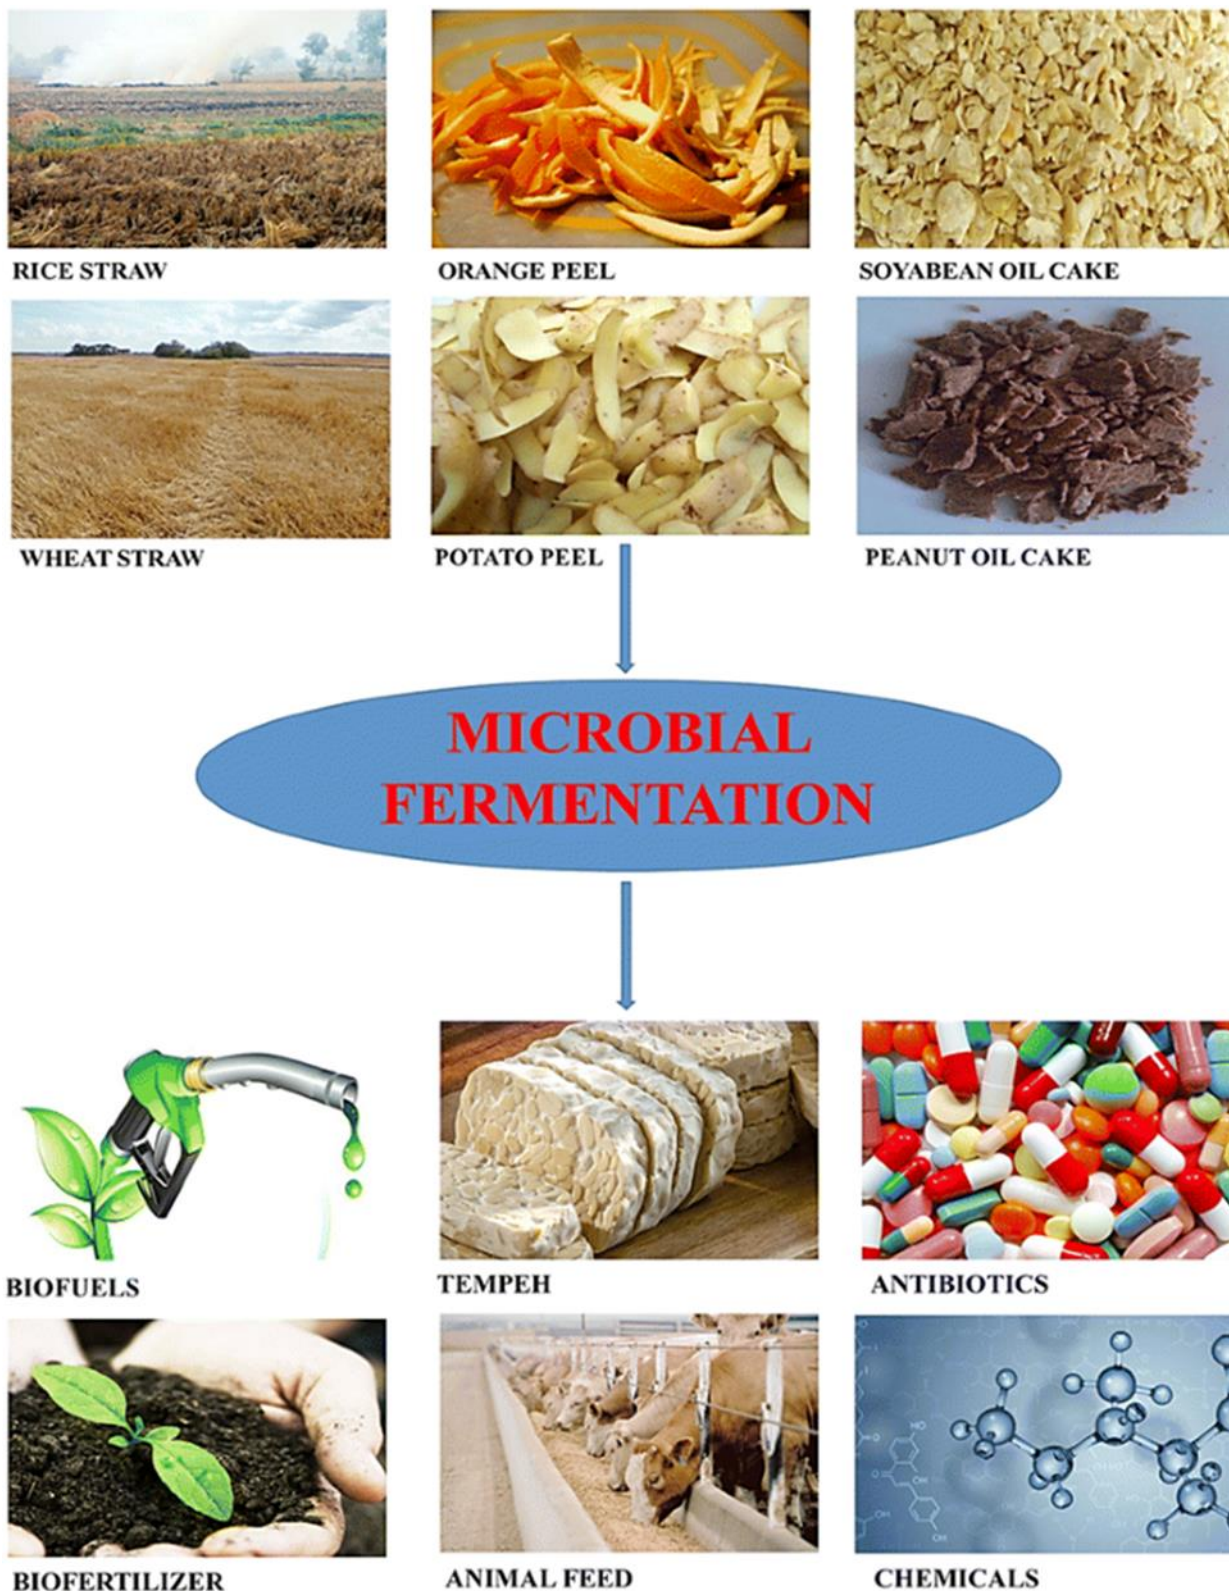 RICE STRAW
ORANGE PEEL
SOYABEAN OIL CAKE
WHEAT STRAW
POTATO PEEL
PEANUT OIL CAKE
MICROBIAL
FERMENTATION
BIOFUELS
TEMPEH
ANTIBIOTICS
BIOFERTILIZER
ANIMAL FEED
CHEMICALS